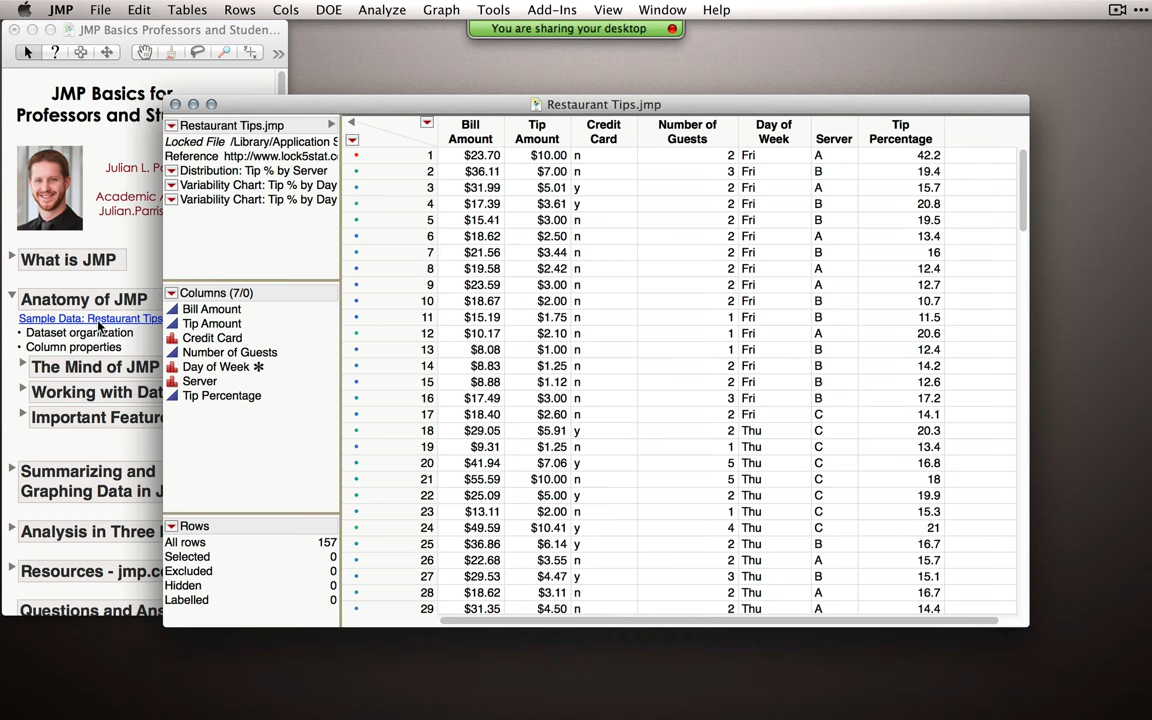 JMP File Edit Tables Rows Cols DOE Analyze Graph Tools Add-Ins View Window Help
You are sharing your desktop
JMP Basics Professors and Studen...
JMP Basics for
Professors and St
Julian L. P
Academic
Julian.Parris
What is JMP
Anatomy of JMP
Sample Data: Restaurant Tips
• Dataset organization
• Column properties
The Mind of JMP
Working with Dat
Important Feature
Summarizing and
Graphing Data in J
Analysis in Three
Resources - jmp.c
Questions and An
Restaurant Tips.jmp
Restaurant Tips.jmp
Locked File /Library/Application S
Reference http://www.lock5stat.c
Distribution: Tip % by Server
Variability Chart: Tip % by Day
Variability Chart: Tip % by Day
Columns (7/0)
Bill Amount
Tip Amount
Credit Card
Number of Guests
Day of Week ✻
Server
Tip Percentage
Rows
All rows 157
Selected 0
Excluded 0
Hidden 0
Labelled 0
Bill Tip Credit Number of Day of Tip
Amount Amount Card Guests Week Server Percentage
1 $23.70 $10.00 n 2 Fri A 42.2
2 $36.11 $7.00 n 3 Fri B 19.4
3 $31.99 $5.01 y 2 Fri A 15.7
4 $17.39 $3.61 y 2 Fri B 20.8
5 $15.41 $3.00 n 2 Fri B 19.5
6 $18.62 $2.50 n 2 Fri A 13.4
7 $21.56 $3.44 n 2 Fri B 16
8 $19.58 $2.42 n 2 Fri A 12.4
9 $23.59 $3.00 n 2 Fri A 12.7
10 $18.67 $2.00 n 2 Fri B 10.7
11 $15.19 $1.75 n 1 Fri B 11.5
12 $10.17 $2.10 n 1 Fri A 20.6
13 $8.08 $1.00 n 1 Fri B 12.4
14 $8.83 $1.25 n 2 Fri B 14.2
15 $8.88 $1.12 n 2 Fri B 12.6
16 $17.49 $3.00 n 3 Fri B 17.2
17 $18.40 $2.60 n 2 Fri C 14.1
18 $29.05 $5.91 y 2 Thu C 20.3
19 $9.31 $1.25 n 1 Thu C 13.4
20 $41.94 $7.06 y 5 Thu C 16.8
21 $55.59 $10.00 n 5 Thu C 18
22 $25.09 $5.00 y 2 Thu C 19.9
23 $13.11 $2.00 n 1 Thu C 15.3
24 $49.59 $10.41 y 4 Thu C 21
25 $36.86 $6.14 y 2 Thu B 16.7
26 $22.68 $3.55 n 2 Thu A 15.7
27 $29.53 $4.47 y 3 Thu B 15.1
28 $18.62 $3.11 n 2 Thu A 16.7
29 $31.35 $4.50 n 2 Thu A 14.4